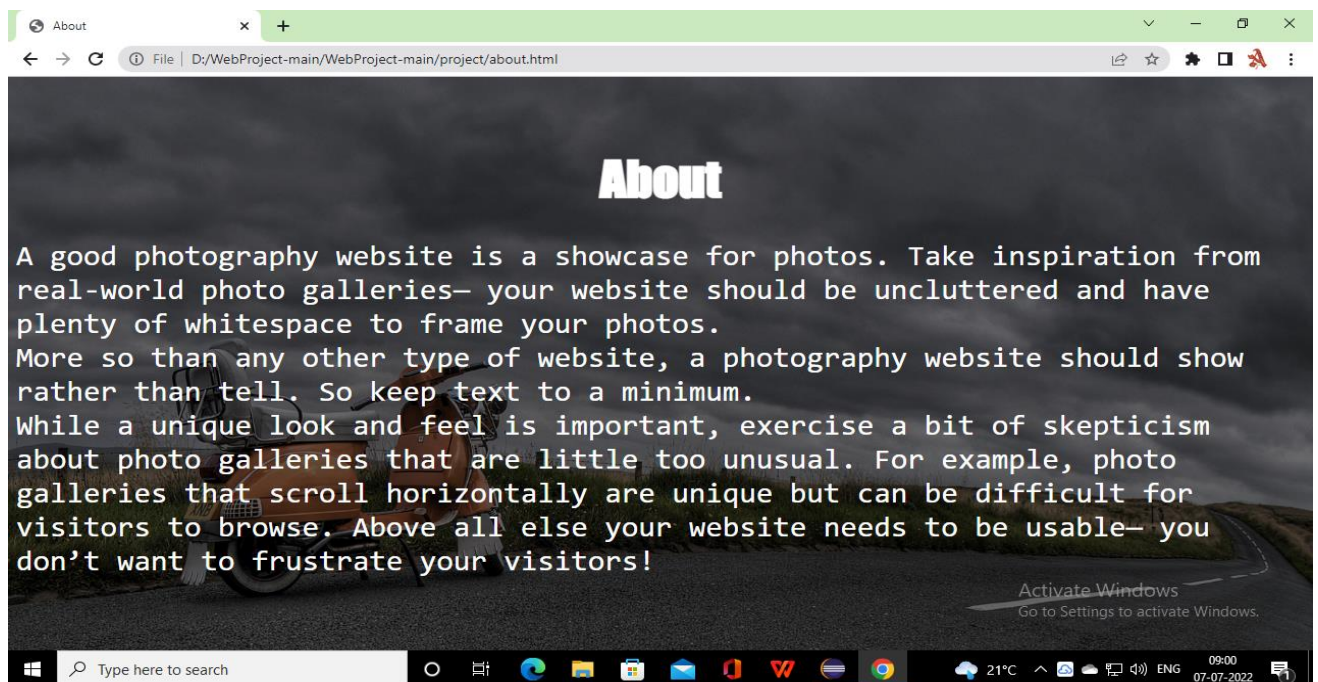 About
File | D:/WebProject-main/WebProject-main/project/about.html
About
A good photography website is a showcase for photos. Take inspiration from
real-world photo galleries— your website should be uncluttered and have
plenty of whitespace to frame your photos.
More so than any other type of website, a photography website should show
rather than tell. So keep text to a minimum.
While a unique look and feel is important, exercise a bit of skepticism
about photo galleries that are little too unusual. For example, photo
galleries that scroll horizontally are unique but can be difficult for
visitors to browse. Above all else your website needs to be usable— you
don’t want to frustrate your visitors!
Activate Windows
Go to Settings to activate Windows.
Type here to search
21°C
ENG
09:00
07-07-2022
1